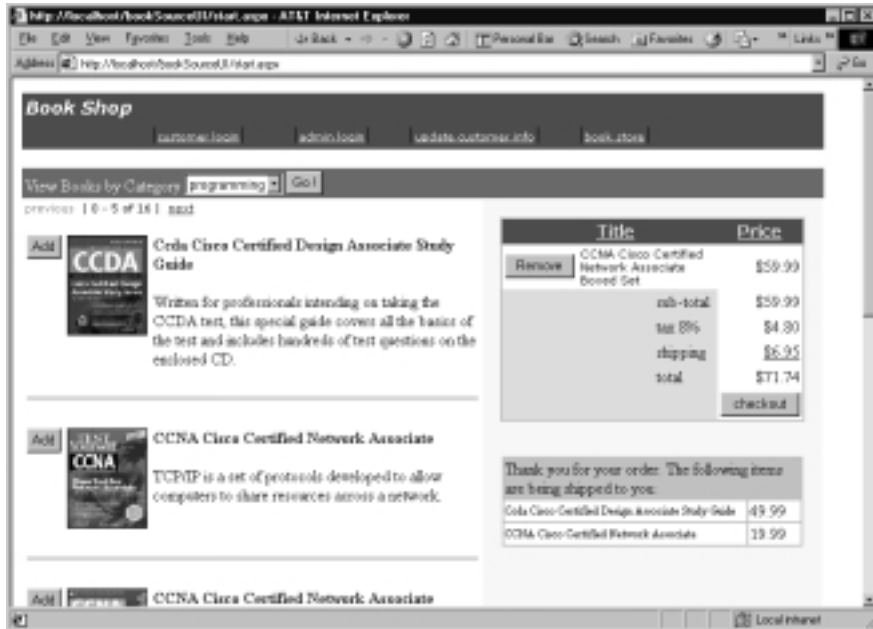 http://localhost/bookSourceUI/start.aspx - AT&T Internet Explorer
File Edit View Favorites Tools Help
Back Personal Bar Search Favorites Links
Address http://localhost/bookSourceUI/start.aspx Go
Book Shop
customer.login admin.login update.customer.info book.store
View Books by Category programming Go!
previous | 0 - 5 of 16 | next
Add
CCDA
Ccda Cisco Certified Design Associate Study
Guide
Written for professionals intending on taking the
CCDA test, this special guide covers all the basics of
the test and includes hundreds of test questions on the
enclosed CD.
Add
CCNA
CCNA Cisco Certified Network Associate
TCP/IP is a set of protocols developed to allow
computers to share resources across a network.
Add
CCNA Cisco Certified Network Associate
Title Price
Remove
CCNA Cisco Certified
Network Associate
Boxed Set
$59.99
sub-total $59.99
tax 8% $4.80
shipping $6.95
total $71.74
checkout
Thank you for your order. The following items
are being shipped to you:
Ccda Cisco Certified Design Associate Study Guide 49.99
CCNA Cisco Certified Network Associate 19.99
Local intranet